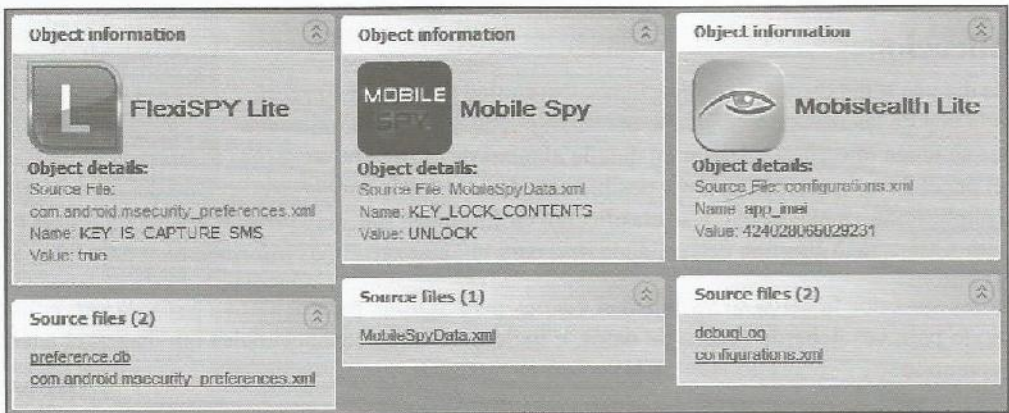 Object information
L
FlexiSPY Lite
Object details:
Source File:
com.android.msecurity_preferences.xml
Name: KEY_IS_CAPTURE_SMS
Value: true
Source files (2)
preference.db
com.android.msecurity_preferences.xml
Object information
MOBILE
SPY
Mobile Spy
Object details:
Source File: MobileSpyData.xml
Name: KEY_LOCK_CONTENTS
Value: UNLOCK
Source files (1)
MobileSpyData.xml
Object information
Mobistealth Lite
Object details:
Source File: configurations.xml
Name: app_imei
Value: 424028065029231
Source files (2)
debugLog
configurations.xml